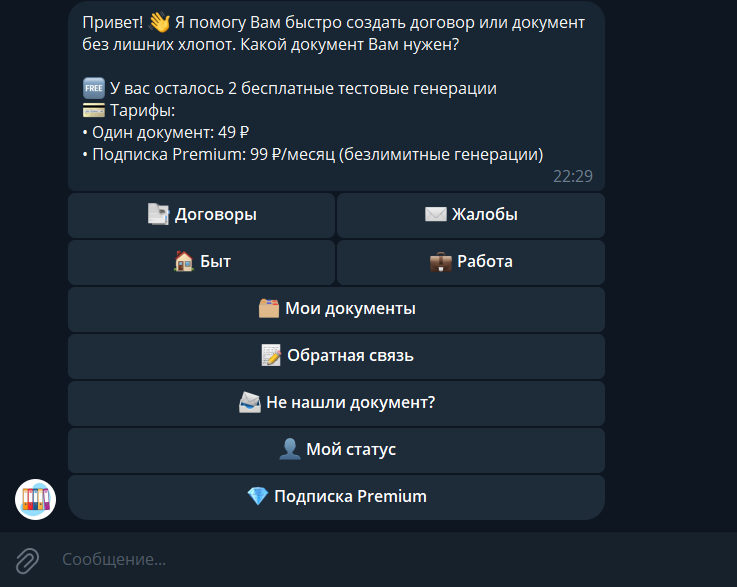 Привет! 👋 Я помогу Вам быстро создать договор или документ
без лишних хлопот. Какой документ Вам нужен?
🆓 У вас осталось 2 бесплатные тестовые генерации
💳 Тарифы:
• Один документ: 49 ₽
• Подписка Premium: 99 ₽/месяц (безлимитные генерации)
22:29
Договоры
Жалобы
Быт
Работа
Мои документы
Обратная связь
Не нашли документ?
Мой статус
Подписка Premium
Сообщение...